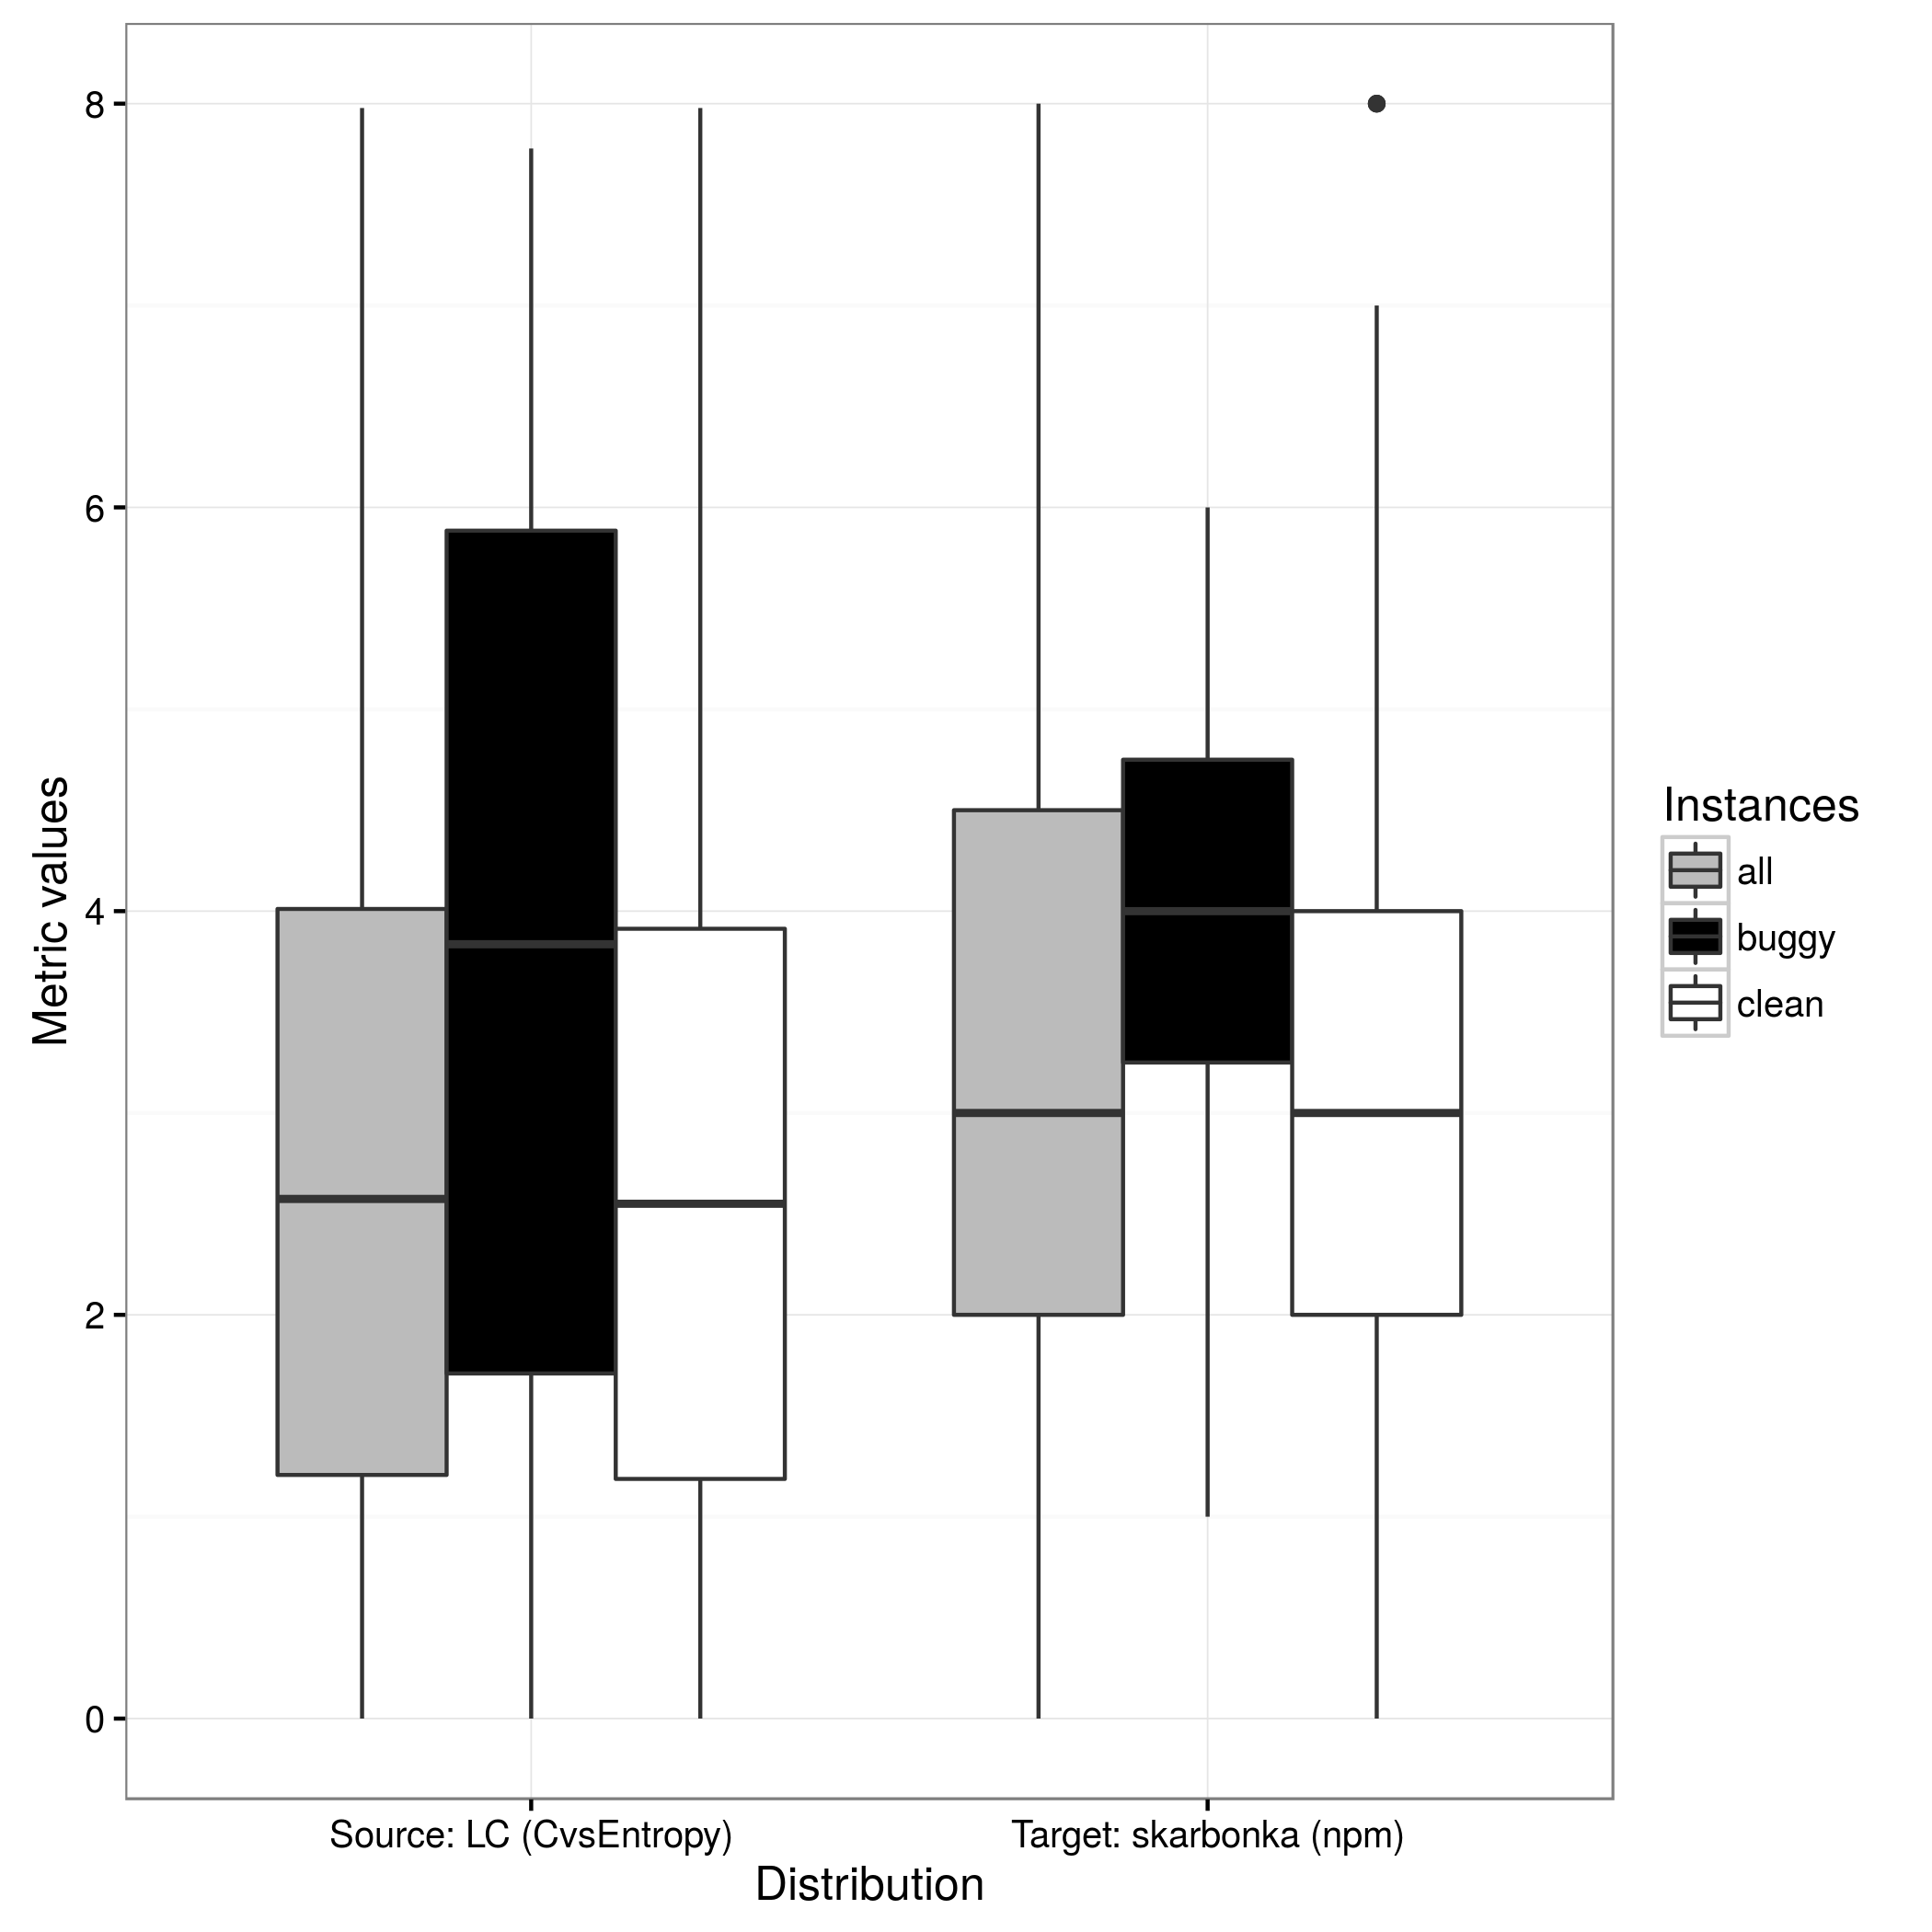 8
6
4
2
0
Metric values
Source: LC (CvsEntropy)
Target: skarbonka (npm)
Distribution
Instances
all
buggy
clean